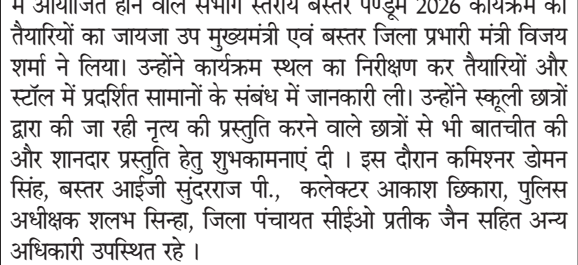 में आयोजित होने वाले संभाग स्तरीय बस्तर पण्डुम 2026 कार्यक्रम की
तैयारियों का जायजा उप मुख्यमंत्री एवं बस्तर जिला प्रभारी मंत्री विजय
शर्मा ने लिया। उन्होंने कार्यक्रम स्थल का निरीक्षण कर तैयारियों और
स्टॉल में प्रदर्शित सामानों के संबंध में जानकारी ली। उन्होंने स्कूली छात्रों
द्वारा की जा रही नृत्य की प्रस्तुति करने वाले छात्रों से भी बातचीत की
और शानदार प्रस्तुति हेतु शुभकामनाएं दी । इस दौरान कमिश्नर डोमन
सिंह, बस्तर आईजी सुंदरराज पी., कलेक्टर आकाश छिकारा, पुलिस
अधीक्षक शलभ सिन्हा, जिला पंचायत सीईओ प्रतीक जैन सहित अन्य
अधिकारी उपस्थित रहे ।